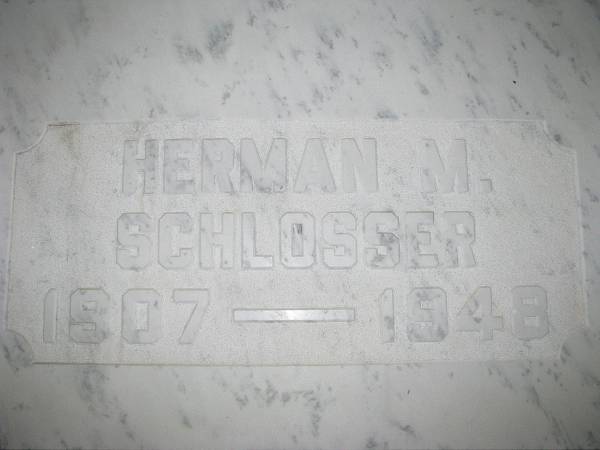 HERMAN M.
SCHLOSSER
1907 — 1948